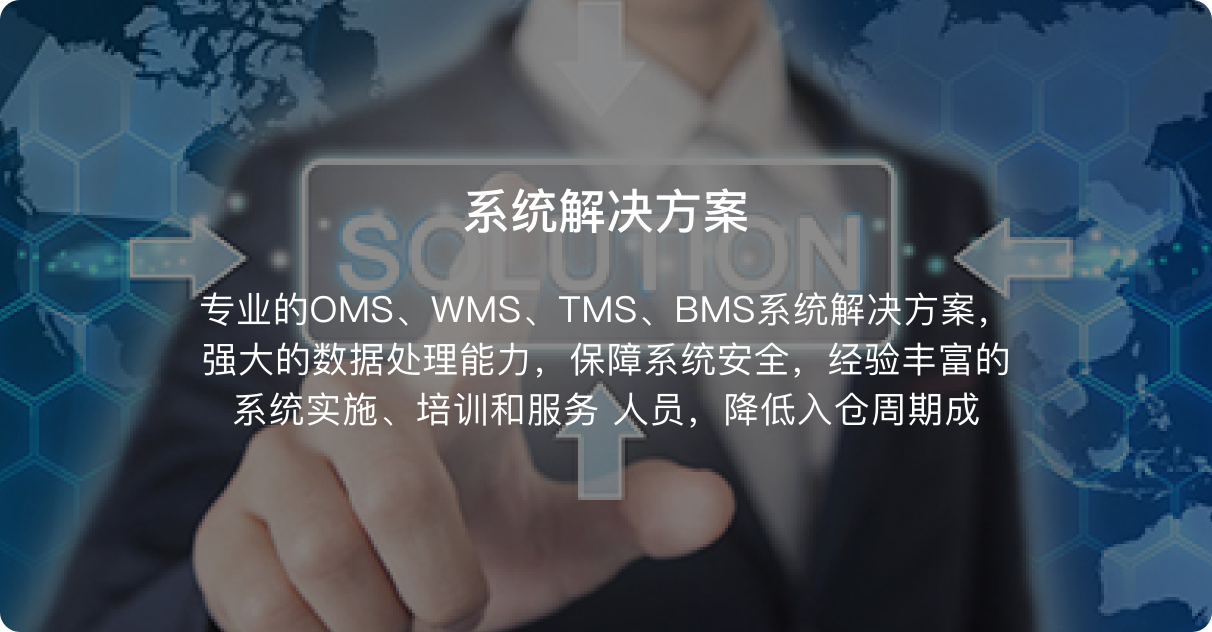 系统解决方案
SOLUTION
专业的OMS、WMS、TMS、BMS系统解决方案，
强大的数据处理能力，保障系统安全，经验丰富的
系统实施、培训和服务 人员，降低入仓周期成